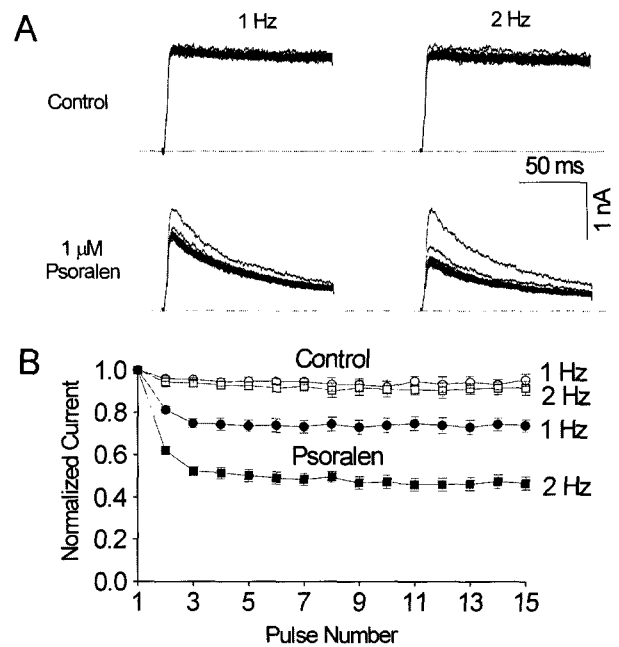 A
1 Hz
2 Hz
Control
50 ms
1 nA
1 μM
Psoralen
B
Control
Psoralen
1 Hz
2 Hz
1 Hz
2 Hz
Normalized Current
1.0
0.8
0.6
0.4
0.2
0.0
1 3 5 7 9 11 13 15
Pulse Number